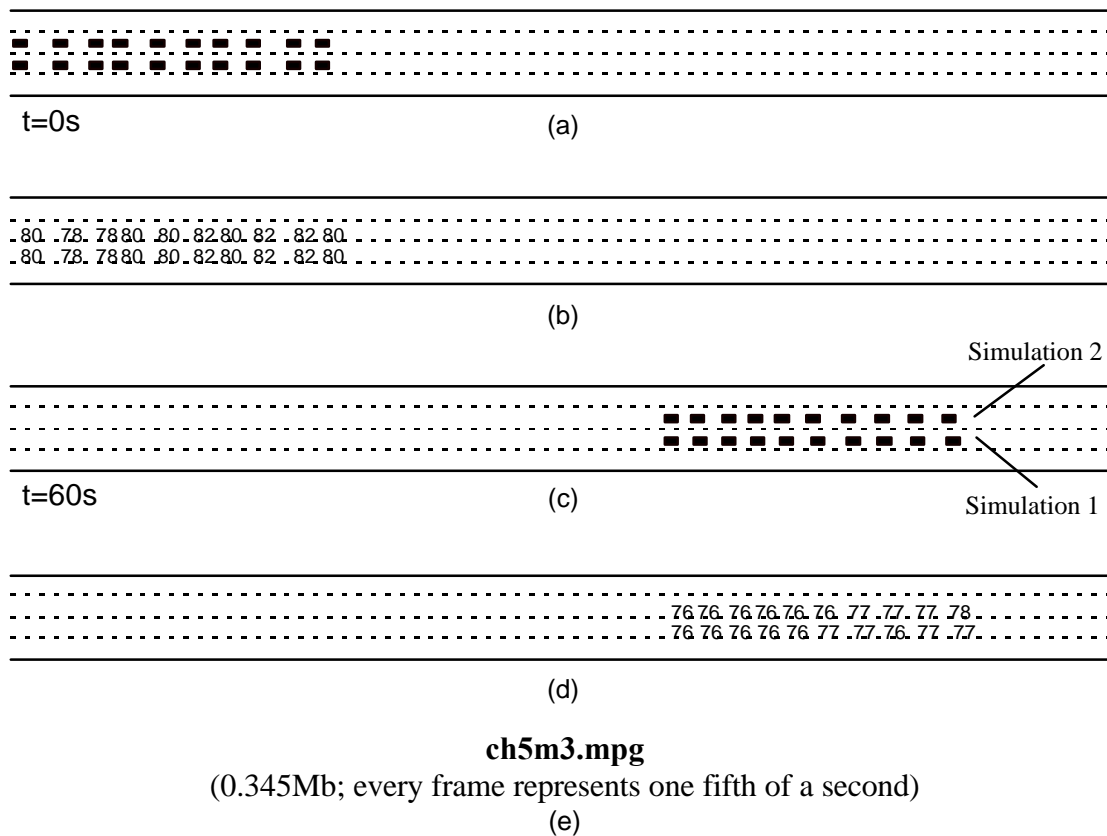 t=0s
(a)
80 78 78 80 80 82 80 82 82 80
80 78 78 80 80 82 80 82 82 80
(b)
Simulation 2
t=60s
(c)
Simulation 1
76 76 76 76 76 76 77 77 77 78
76 76 76 76 76 77 77 76 77 77
(d)
ch5m3.mpg
(0.345Mb; every frame represents one fifth of a second)
(e)